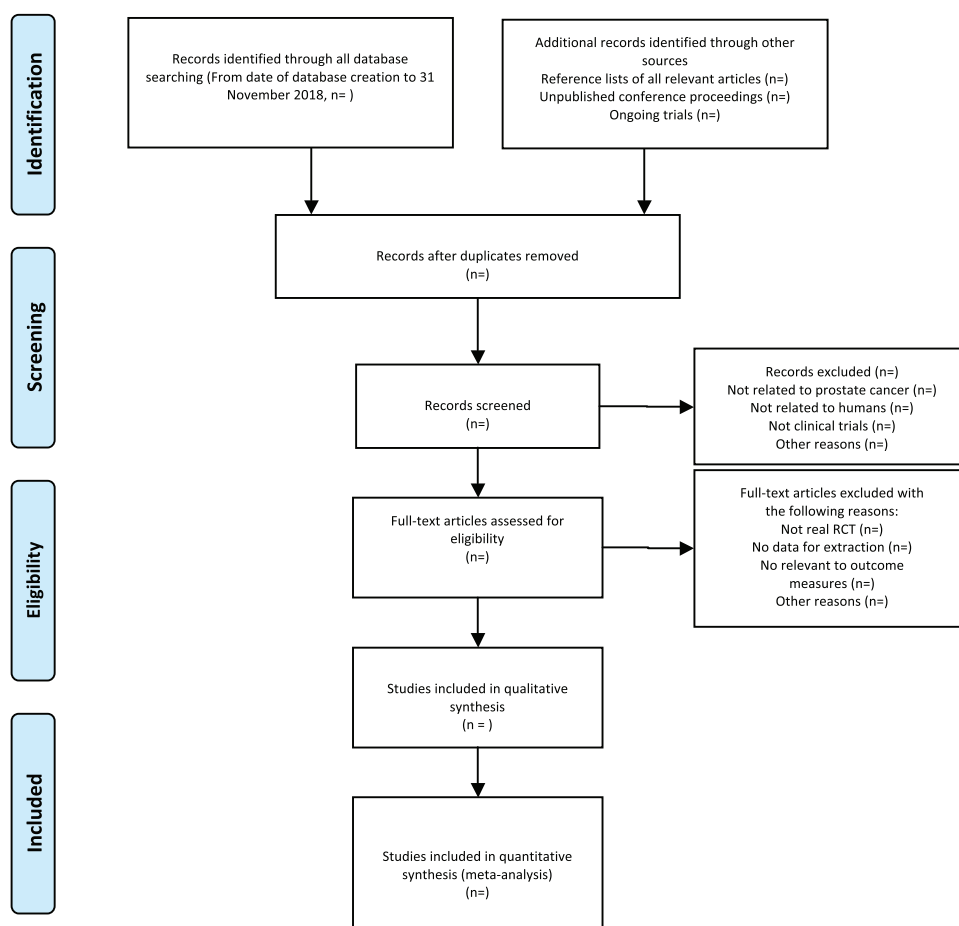 Identification
Records identified through all database
searching (From date of database creation to 31
November 2018, n= )
Additional records identified through other
sources
Reference lists of all relevant articles (n=)
Unpublished conference proceedings (n=)
Ongoing trials (n=)
Records after duplicates removed
(n=)
Screening
Records screened
(n=)
Records excluded (n=)
Not related to prostate cancer (n=)
Not related to humans (n=)
Not clinical trials (n=)
Other reasons (n=)
Eligibility
Full-text articles assessed for
eligibility
(n=)
Full-text articles excluded with
the following reasons:
Not real RCT (n=)
No data for extraction (n=)
No relevant to outcome
measures (n=)
Other reasons (n=)
Studies included in qualitative
synthesis
(n = )
Included
Studies included in quantitative
synthesis (meta-analysis)
(n=)